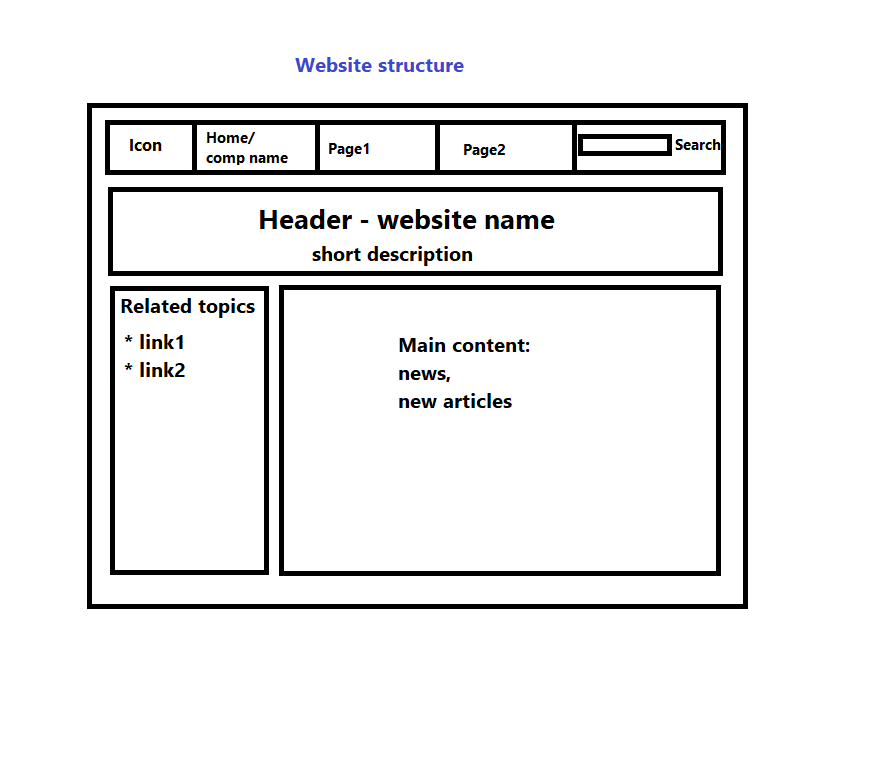 Website structure
Icon
Home/
comp name
Page1
Page2
Search
Header - website name
short description
Related topics
* link1
* link2
Main content:
news,
new articles